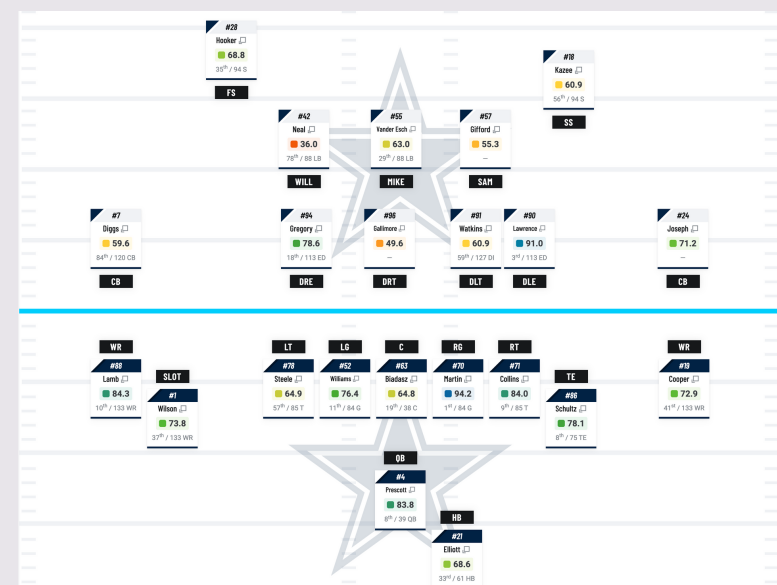 #28
Hooker
68.8
35th / 94 S
FS
#18
Kazee
60.9
56th / 94 S
SS
#42
Neal
36.0
78th / 88 LB
WILL
#55
Vander Esch
63.0
29th / 88 LB
MIKE
#57
Gifford
55.3
—
SAM
#7
Diggs
59.6
84th / 120 CB
CB
#94
Gregory
78.6
18th / 113 ED
DRE
#96
Gallimore
49.6
—
DRT
#91
Watkins
60.9
59th / 127 DI
DLT
#90
Lawrence
91.0
3rd / 113 ED
DLE
#24
Joseph
71.2
—
CB
WR
#88
Lamb
84.3
10th / 133 WR
SLOT
#1
Wilson
73.8
37th / 133 WR
LT
#78
Steele
64.9
57th / 85 T
LG
#52
Williams
76.4
11th / 84 G
C
#63
Biadasz
64.8
19th / 38 C
RG
#70
Martin
94.2
1st / 84 G
RT
#71
Collins
84.0
9th / 85 T
TE
#86
Schultz
78.1
8th / 75 TE
WR
#19
Cooper
72.9
41st / 133 WR
QB
#4
Prescott
83.8
8th / 39 QB
HB
#21
Elliott
68.6
33rd / 61 HB